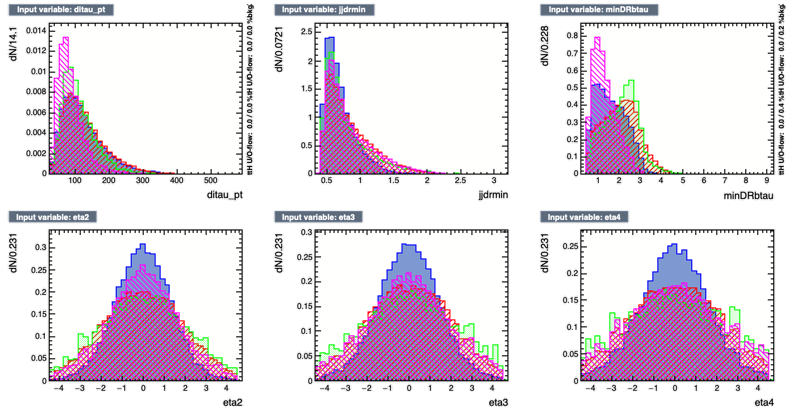 Input variable: ditau_pt
Input variable: jjdrmin
Input variable: minDRbtau
dN/14.1
0.014
0.012
0.01
0.008
0.006
0.004
0.002
0
100 200 300 400 500
ditau_pt
dN/0.0721
2.5
2
1.5
1
0.5
0
0.5 1 1.5 2 2.5 3
jjdrmin
dN/0.228
0.8
0.7
0.6
0.5
0.4
0.3
0.2
0.1
0
1 2 3 4 5 6 7 8 9
minDRbtau
Input variable: eta2
Input variable: eta3
Input variable: eta4
dN/0.231
0.3
0.25
0.2
0.15
0.1
0.05
0
−4 −3 −2 −1 0 1 2 3 4
eta2
dN/0.231
0.3
0.25
0.2
0.15
0.1
0.05
0
−4 −3 −2 −1 0 1 2 3 4
eta3
dN/0.231
0.25
0.2
0.15
0.1
0.05
0
−4 −3 −2 −1 0 1 2 3 4
eta4